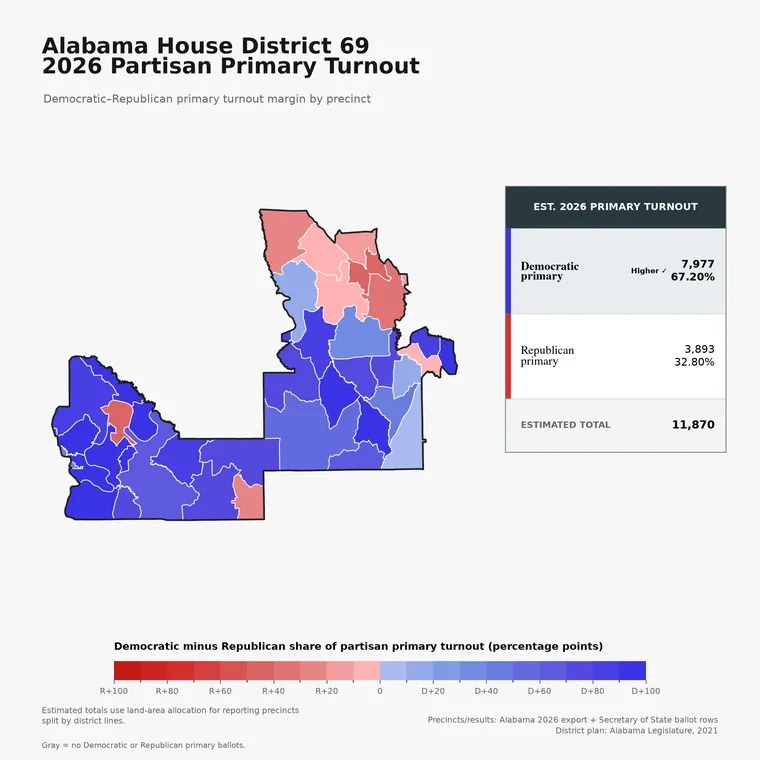 Alabama House District 69
2026 Partisan Primary Turnout
Democratic–Republican primary turnout margin by precinct
EST. 2026 PRIMARY TURNOUT
Democratic
primary
Higher ✓
7,977
67.20%
Republican
primary
3,893
32.80%
ESTIMATED TOTAL
11,870
Democratic minus Republican share of partisan primary turnout (percentage points)
R+100 R+80 R+60 R+40 R+20 0 D+20 D+40 D+60 D+80 D+100
Estimated totals use land-area allocation for reporting precincts
split by district lines.
Gray = no Democratic or Republican primary ballots.
Precincts/results: Alabama 2026 export + Secretary of State ballot rows
District plan: Alabama Legislature, 2021